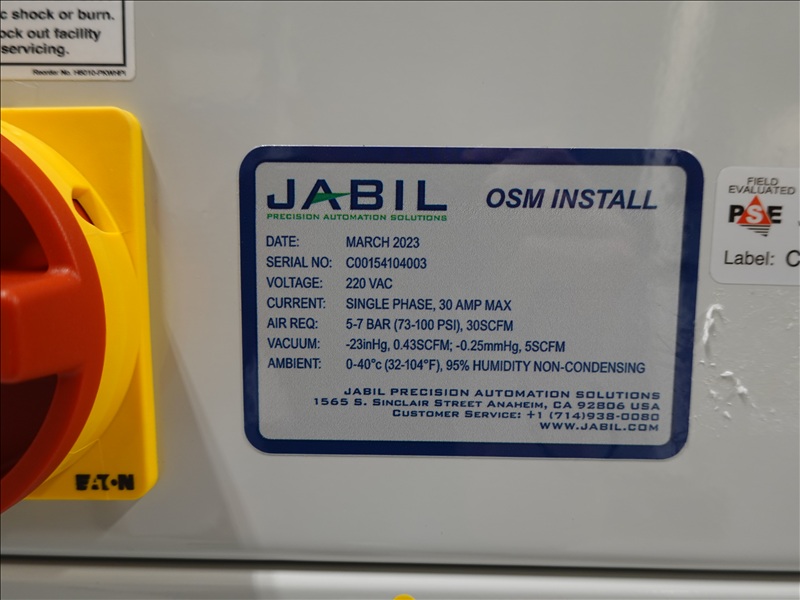 c shock or burn.
ock out facility
servicing.
Reorder No. H6010-
JABIL
PRECISION AUTOMATION SOLUTIONS
OSM INSTALL
DATE: MARCH 2023
SERIAL NO: C00154104003
VOLTAGE: 220 VAC
CURRENT: SINGLE PHASE, 30 AMP MAX
AIR REQ: 5-7 BAR (73-100 PSI), 30SCFM
VACUUM: -23inHg, 0.43SCFM; -0.25mmHg, 5SCFM
AMBIENT: 0-40°c (32-104°F), 95% HUMIDITY NON-CONDENSING
JABIL PRECISION AUTOMATION SOLUTIONS
1565 S. SINCLAIR STREET ANAHEIM, CA 92806 USA
CUSTOMER SERVICE: +1 (714)938-0080
WWW.JABIL.COM
FIELD
EVALUATED
PSE
Label: C
EATON